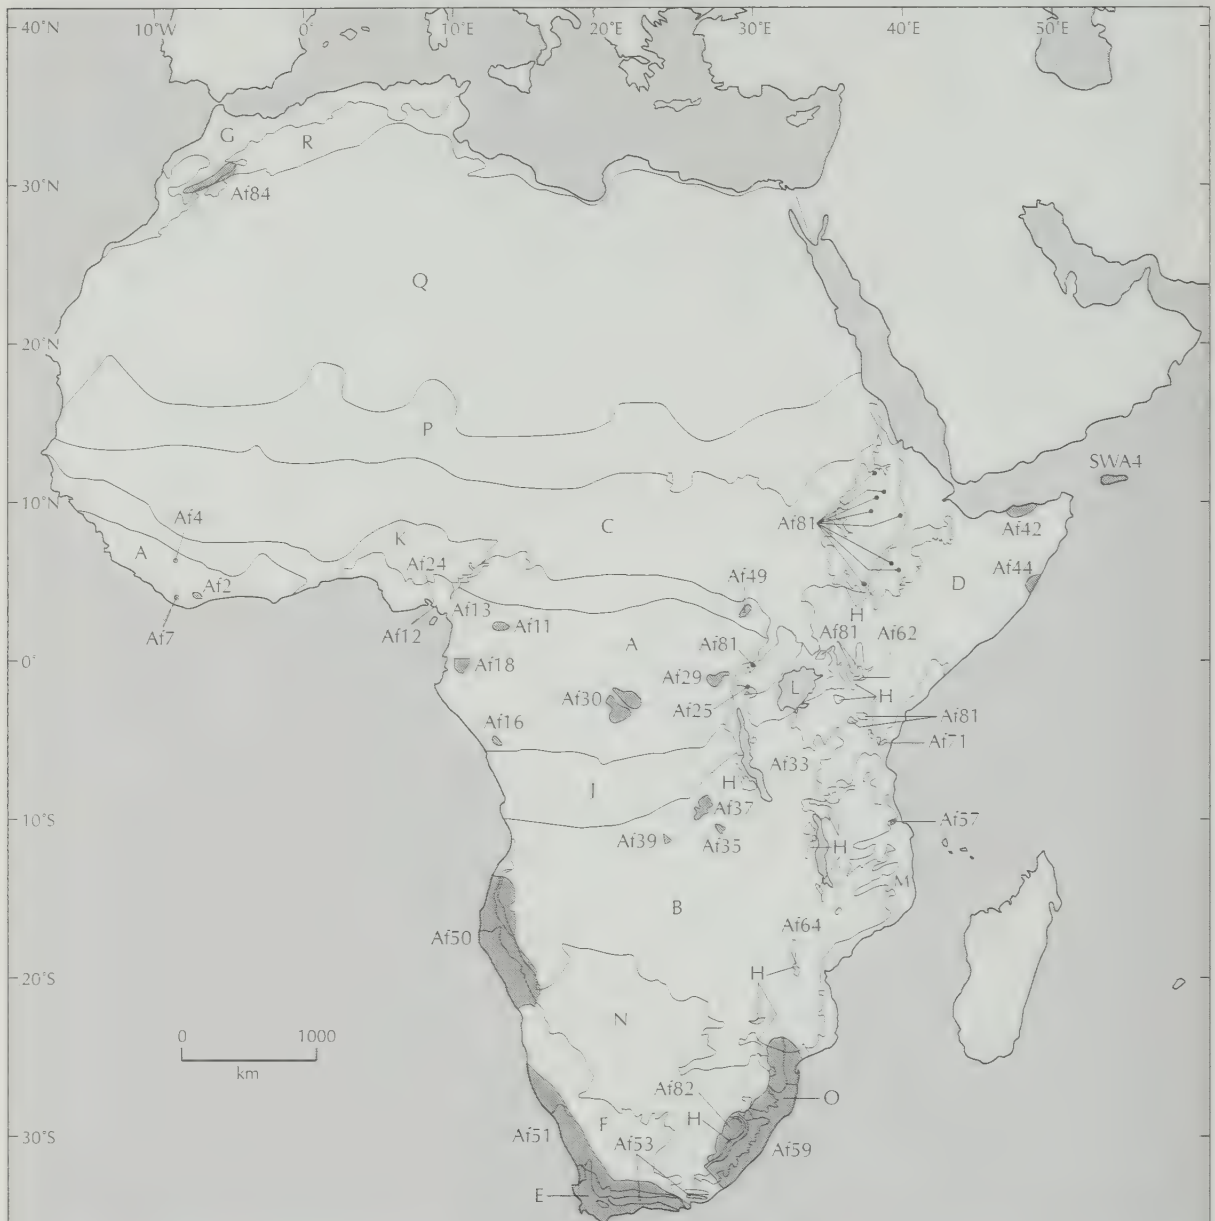 40°N
10°W
0°
10°E
20°E
30°E
40°E
50°E
G
R
30°N
Af84
Q
20°N
P
SWA4
10°N
Af4
A
K
C
Af81
Af42
Af24
Af2
Af49
D
Af44
Af7
Af13
Af12
Af11
H
A
Af81
Af81
Af62
0°
Af18
Af29
L
H
Af30
Af25
Af81
Af16
Af71
Af33
J
H
10°S
Af37
Af57
Af39
Af35
H
M
B
Af64
Af50
20°S
H
N
0
1000
km
Af82
O
F
H
30°S
Af51
Af53
Af59
E